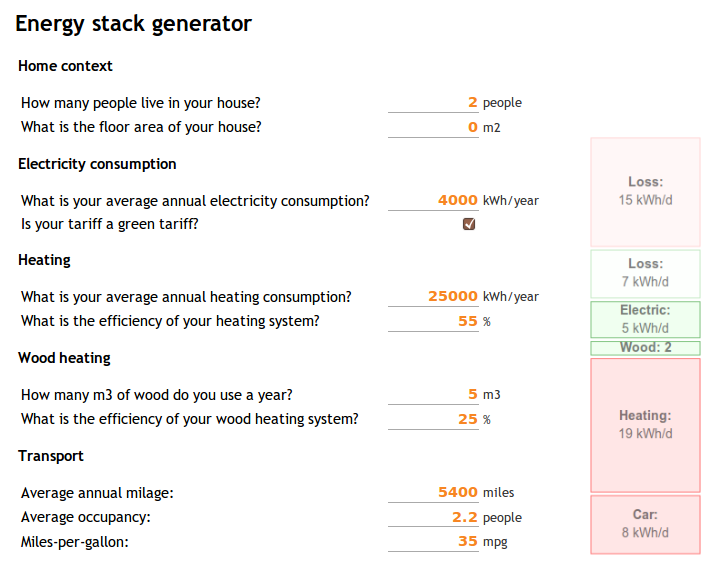 Energy stack generator
Home context
How many people live in your house? 2 people
What is the floor area of your house? 0 m2
Electricity consumption
What is your average annual electricity consumption? 4000 kWh/year
Is your tariff a green tariff?
Heating
What is your average annual heating consumption? 25000 kWh/year
What is the efficiency of your heating system? 55 %
Wood heating
How many m3 of wood do you use a year? 5 m3
What is the efficiency of your wood heating system? 25 %
Transport
Average annual milage: 5400 miles
Average occupancy: 2.2 people
Miles-per-gallon: 35 mpg
Loss:
15 kWh/d
Loss:
7 kWh/d
Electric:
5 kWh/d
Wood: 2
Heating:
19 kWh/d
Car:
8 kWh/d